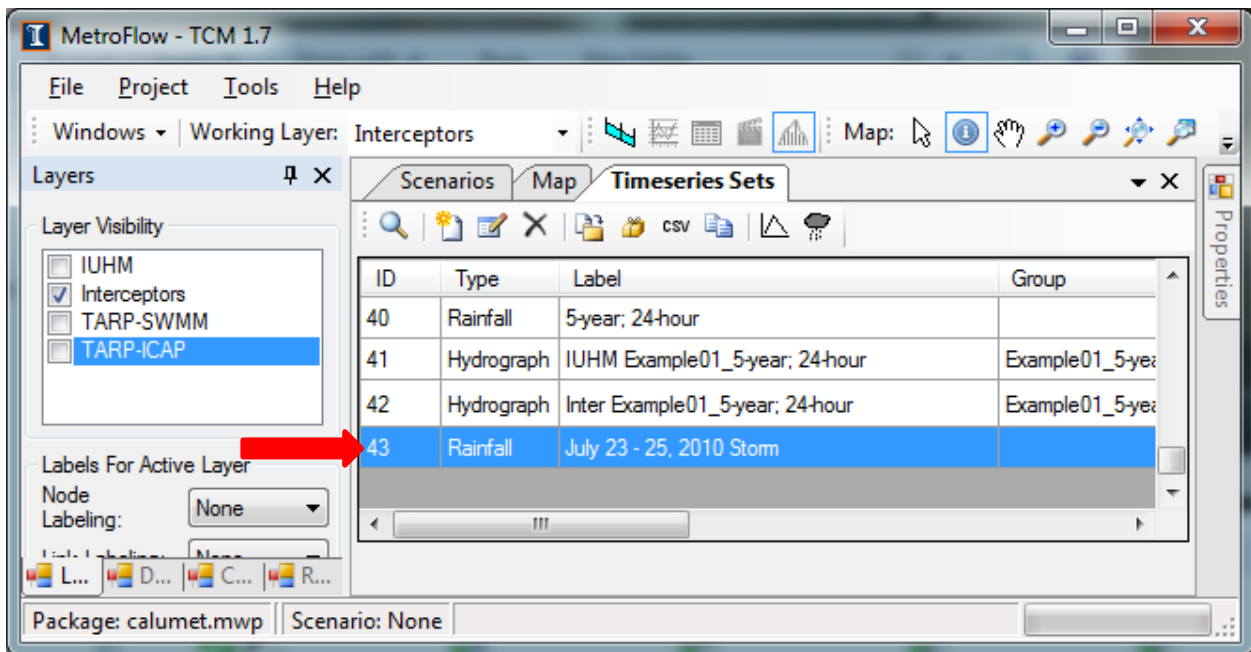 MetroFlow - TCM 1.7
File Project Tools Help
Windows Working Layer: Interceptors Map:
Layers
Scenarios Map Timeseries Sets
Properties
Layer Visibility
IUHM
Interceptors
TARP-SWMM
TARP-ICAP
CSV
ID Type Label Group
40 Rainfall 5-year; 24-hour
41 Hydrograph IUHM Example01_5-year; 24-hour Example01_5-yea
42 Hydrograph Inter Example01_5-year; 24-hour Example01_5-yea
43 Rainfall July 23 - 25, 2010 Storm
Labels For Active Layer
Node
Labeling: None
Link Labeling: None
L... D... C... R...
Package: calumet.mwp Scenario: None